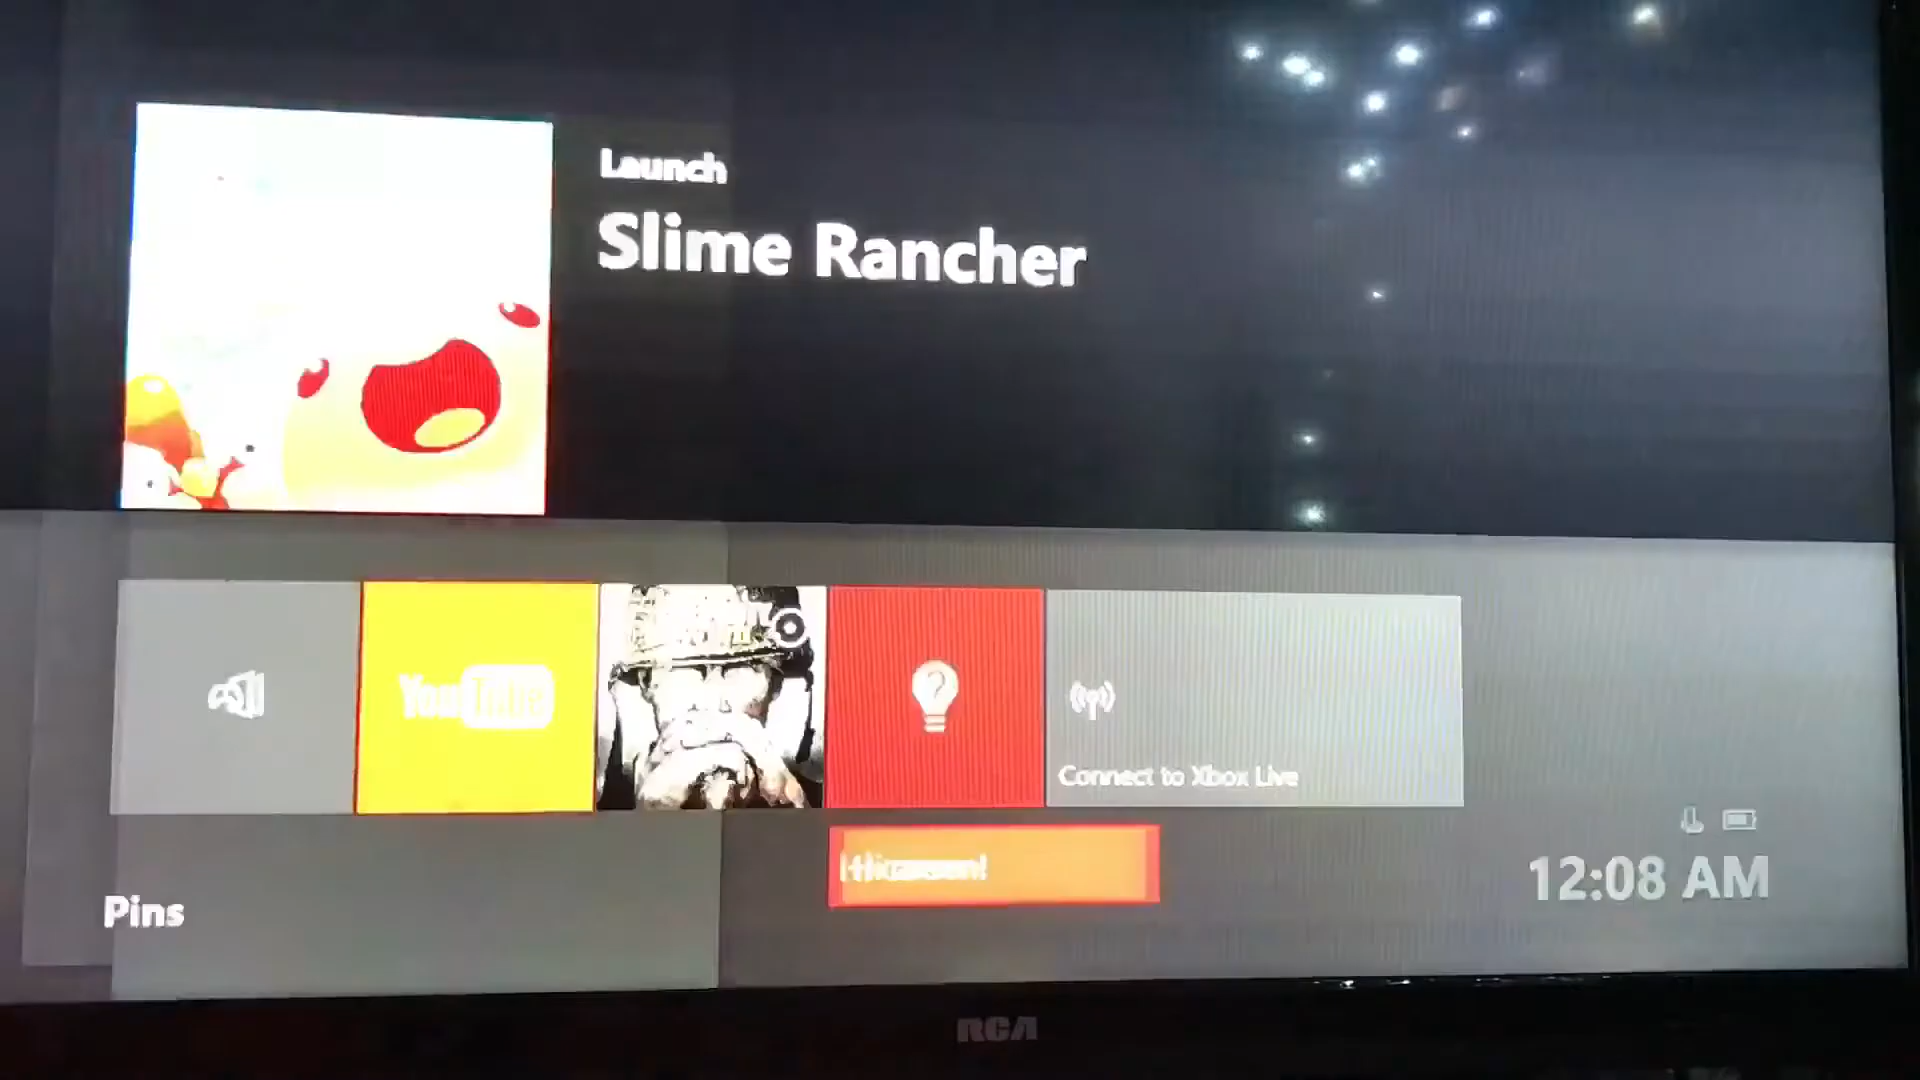 Launch
Slime Rancher
YouTube
Connect to Xbox Live
12:08 AM
Pins
RCA